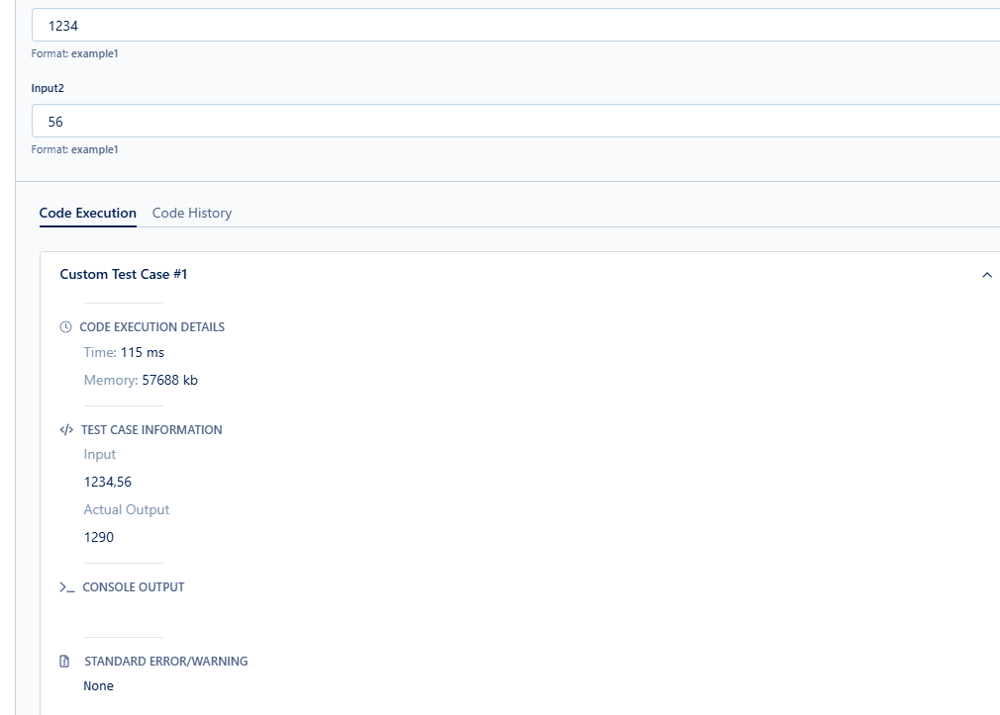 1234
Format: example1
Input2
56
Format: example1
Code Execution Code History
Custom Test Case #1
CODE EXECUTION DETAILS
Time: 115 ms
Memory: 57688 kb
TEST CASE INFORMATION
Input
1234,56
Actual Output
1290
CONSOLE OUTPUT
STANDARD ERROR/WARNING
None